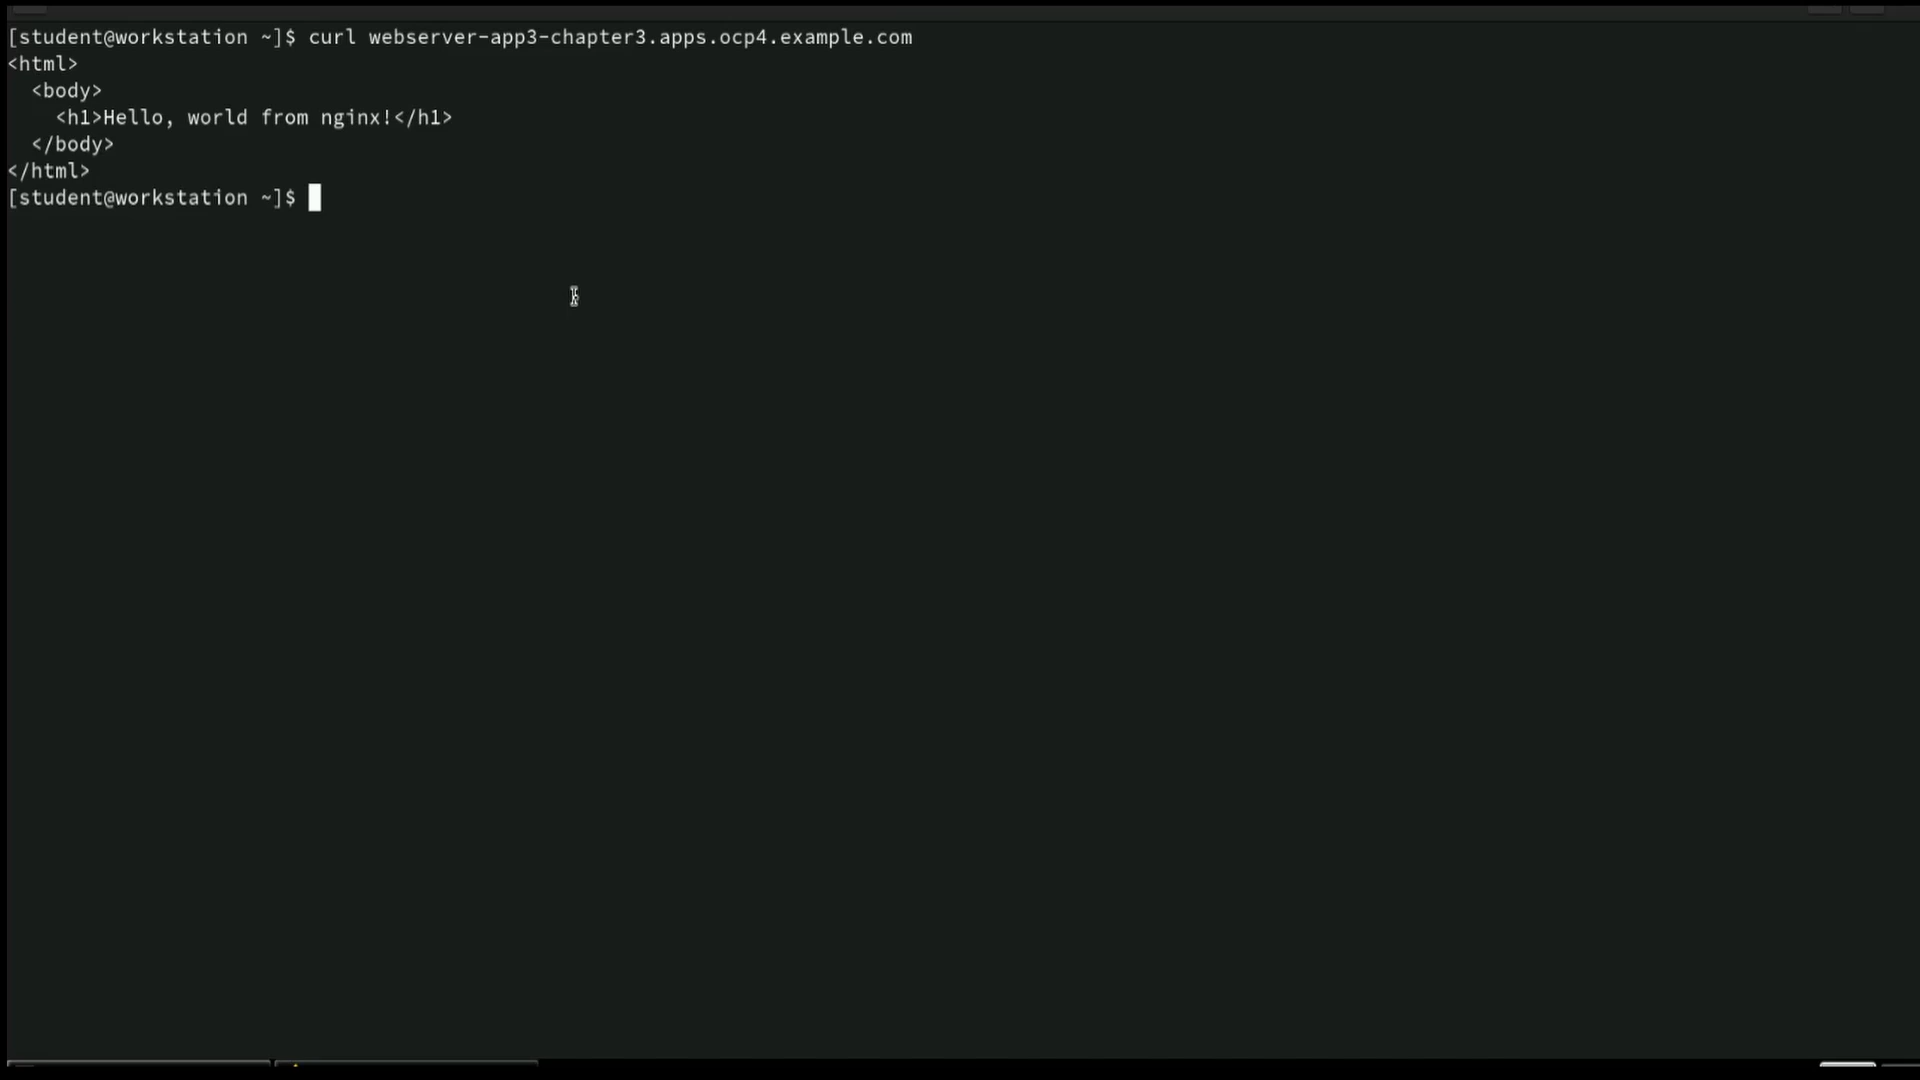 [student@workstation ~]$ curl webserver-app3-chapter3.apps.ocp4.example.com
<html>
  <body>
    <h1>Hello, world from nginx!</h1>
  </body>
</html>
[student@workstation ~]$